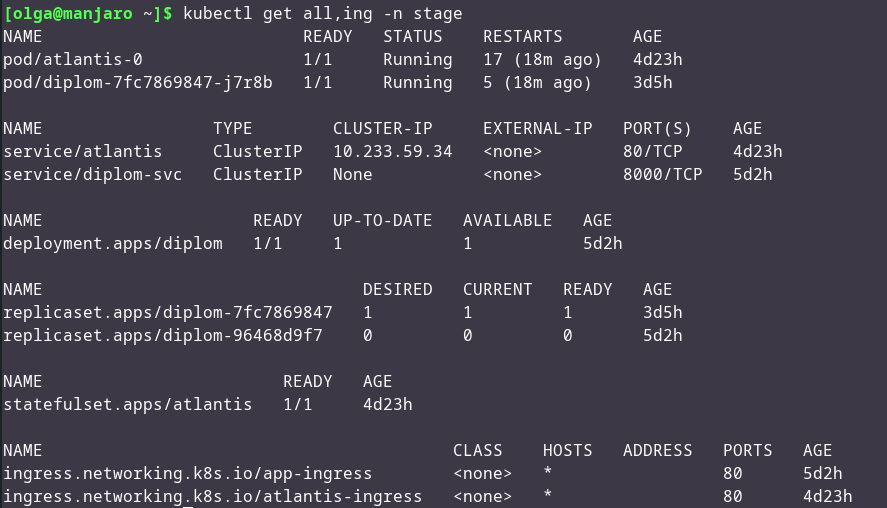 [olga@manjaro ~]$ kubectl get all,ing -n stage
NAME                          READY   STATUS    RESTARTS       AGE
pod/atlantis-0                1/1     Running   17 (18m ago)   4d23h
pod/diplom-7fc7869847-j7r8b   1/1     Running   5 (18m ago)    3d5h

NAME                 TYPE        CLUSTER-IP     EXTERNAL-IP   PORT(S)    AGE
service/atlantis     ClusterIP   10.233.59.34   <none>        80/TCP     4d23h
service/diplom-svc   ClusterIP   None           <none>        8000/TCP   5d2h

NAME                     READY   UP-TO-DATE   AVAILABLE   AGE
deployment.apps/diplom   1/1     1            1           5d2h

NAME                                DESIRED   CURRENT   READY   AGE
replicaset.apps/diplom-7fc7869847   1         1         1       3d5h
replicaset.apps/diplom-96468d9f7    0         0         0       5d2h

NAME                        READY   AGE
statefulset.apps/atlantis   1/1     4d23h

NAME                                         CLASS    HOSTS   ADDRESS   PORTS   AGE
ingress.networking.k8s.io/app-ingress        <none>   *                 80      5d2h
ingress.networking.k8s.io/atlantis-ingress   <none>   *                 80      4d23h